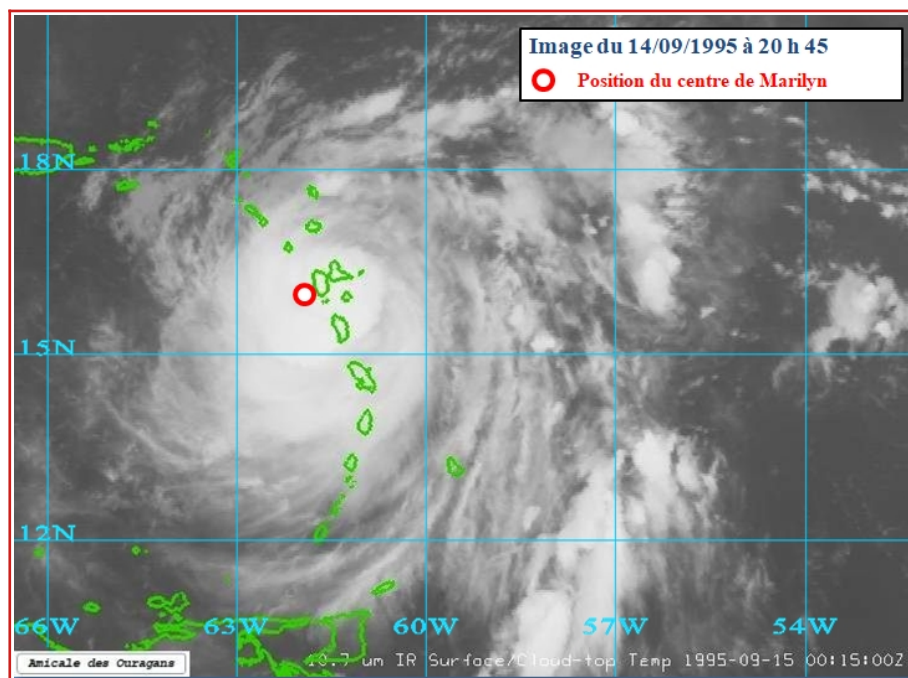 Image du 14/09/1995 à 20 h 45
Position du centre de Marilyn
18N
15N
12N
66W 63W 60W 57W 54W
Amicale des Ouragans
10.7 um IR Surface/Cloud-top Temp 1995-09-15 00:15:00Z